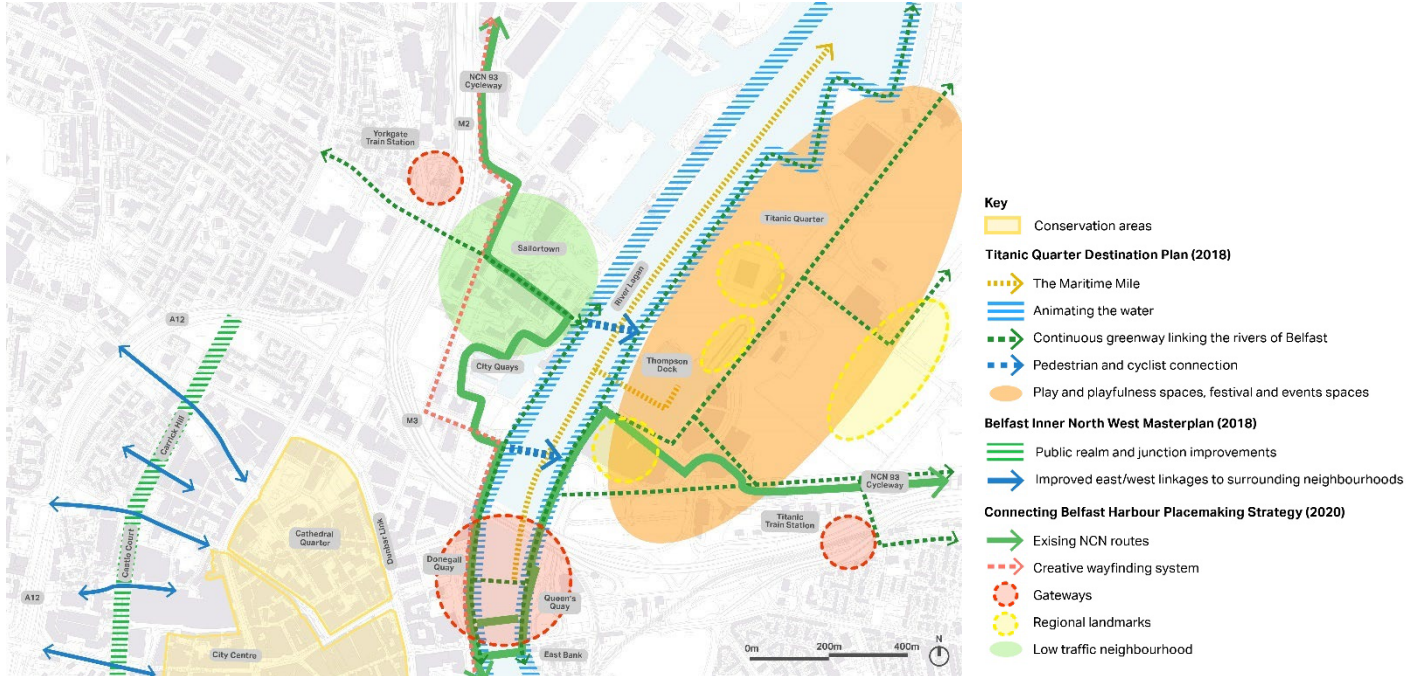 NCN 93
Cycleway
M2
Yorkgate
Train Station
Sailortown
Titanic Quarter
River Lagan
A12
City Quays
Thompson
Dock
Carrick Hill
M3
NCN 93
Cycleway
Titanic
Train Station
Cathedral
Quarter
Dunbar Link
Castle Court
Donegall
Quay
Queen's
Quay
A12
City Centre
East Bank
0m
200m
400m
N
Key
Conservation areas
Titanic Quarter Destination Plan (2018)
The Maritime Mile
Animating the water
Continuous greenway linking the rivers of Belfast
Pedestrian and cyclist connection
Play and playfulness spaces, festival and events spaces
Belfast Inner North West Masterplan (2018)
Public realm and junction improvements
Improved east/west linkages to surrounding neighbourhoods
Connecting Belfast Harbour Placemaking Strategy (2020)
Exising NCN routes
Creative wayfinding system
Gateways
Regional landmarks
Low traffic neighbourhood